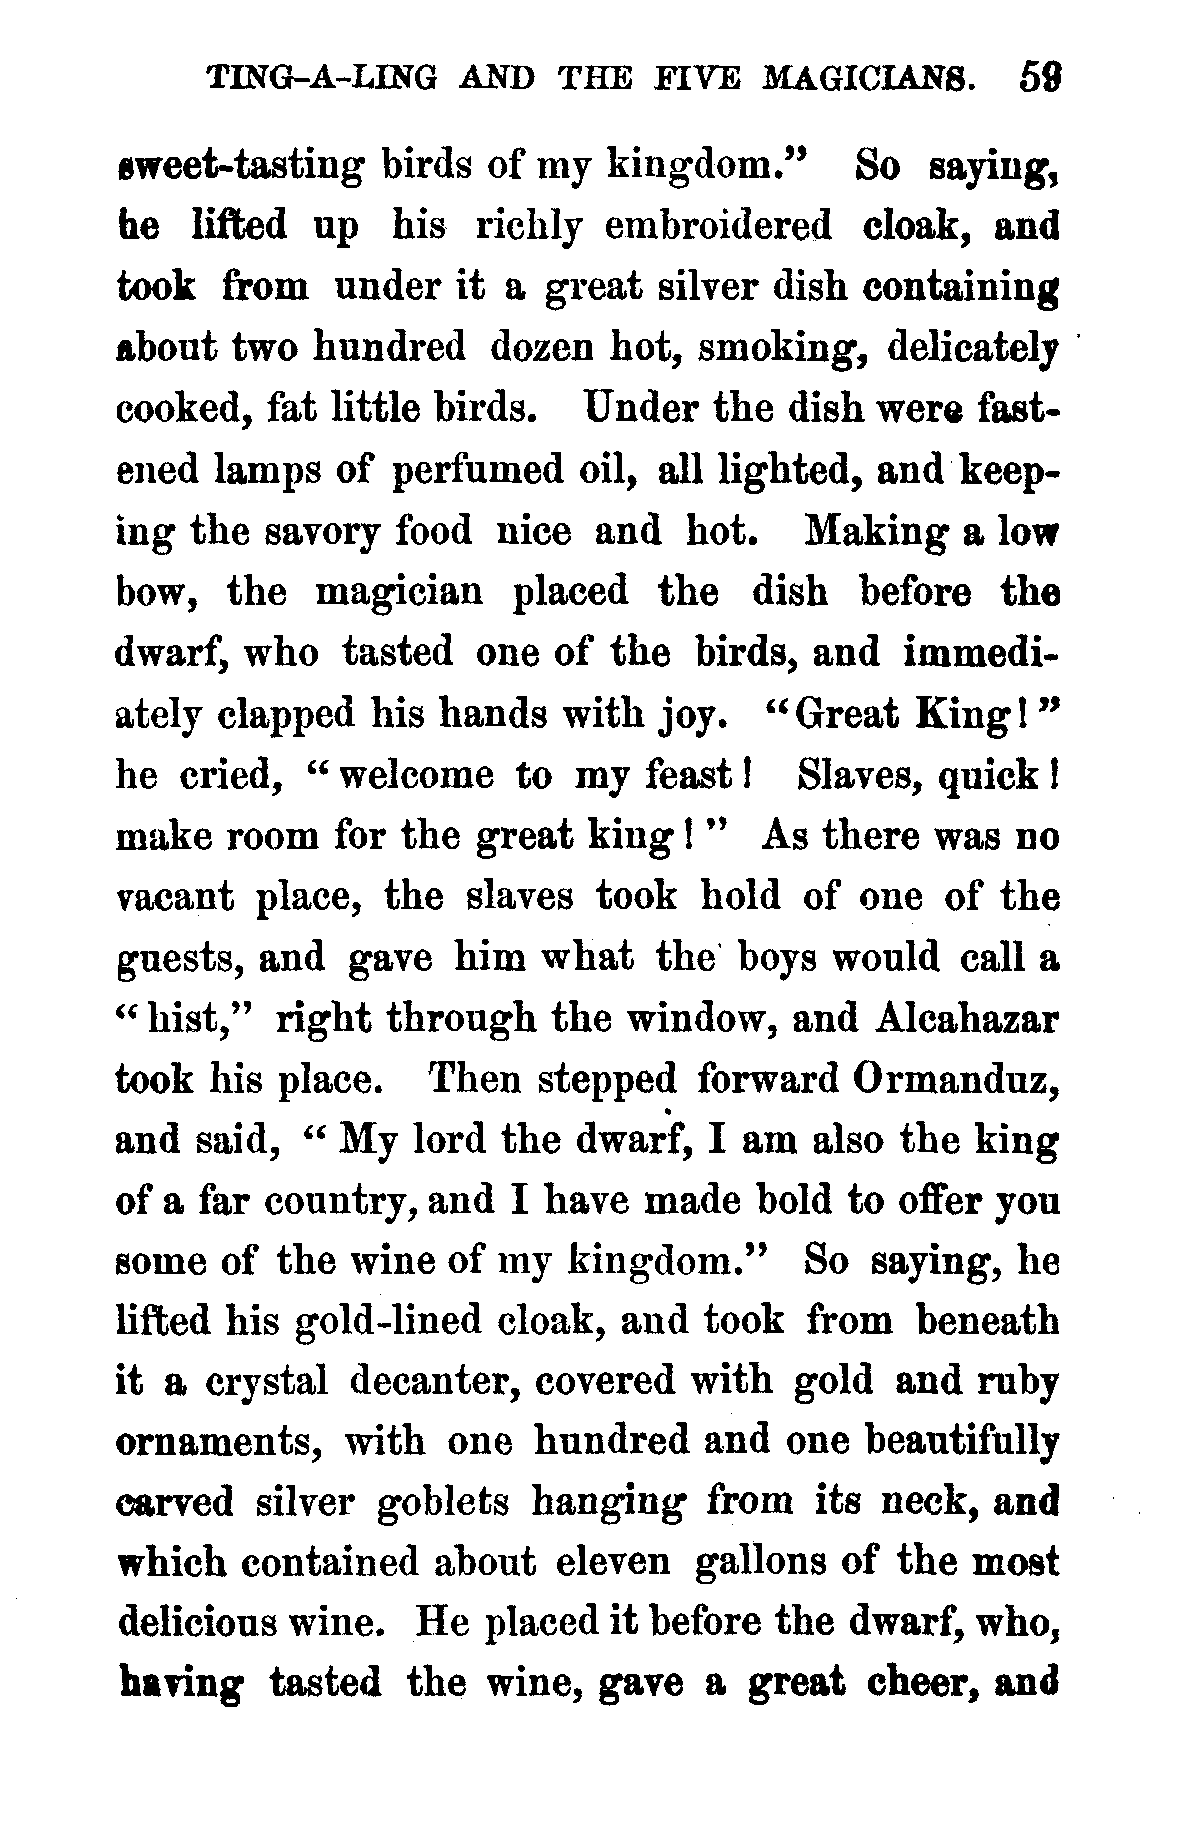 TING-A-LING AND THE FIVE MAGICIANS. 59
sweet-tasting birds of my kingdom." So saying,
he lifted up his richly embroidered cloak, and
took from under it a great silver dish containing
about two hundred dozen hot, smoking, delicately
cooked, fat little birds. Under the dish were fast-
ened lamps of perfumed oil, all lighted, and keep-
ing the savory food nice and hot. Making a low
bow, the magician placed the dish before the
dwarf, who tasted one of the birds, and immedi-
ately clapped his hands with joy. "Great King!"
he cried, "welcome to my feast! Slaves, quick!
make room for the great king!" As there was no
vacant place, the slaves took hold of one of the
guests, and gave him what the boys would call a
"hist," right through the window, and Alcahazar
took his place. Then stepped forward Ormanduz,
and said, "My lord the dwarf, I am also the king
of a far country, and I have made bold to offer you
some of the wine of my kingdom." So saying, he
lifted his gold-lined cloak, and took from beneath
it a crystal decanter, covered with gold and ruby
ornaments, with one hundred and one beautifully
carved silver goblets hanging from its neck, and
which contained about eleven gallons of the most
delicious wine. He placed it before the dwarf, who,
having tasted the wine, gave a great cheer, and